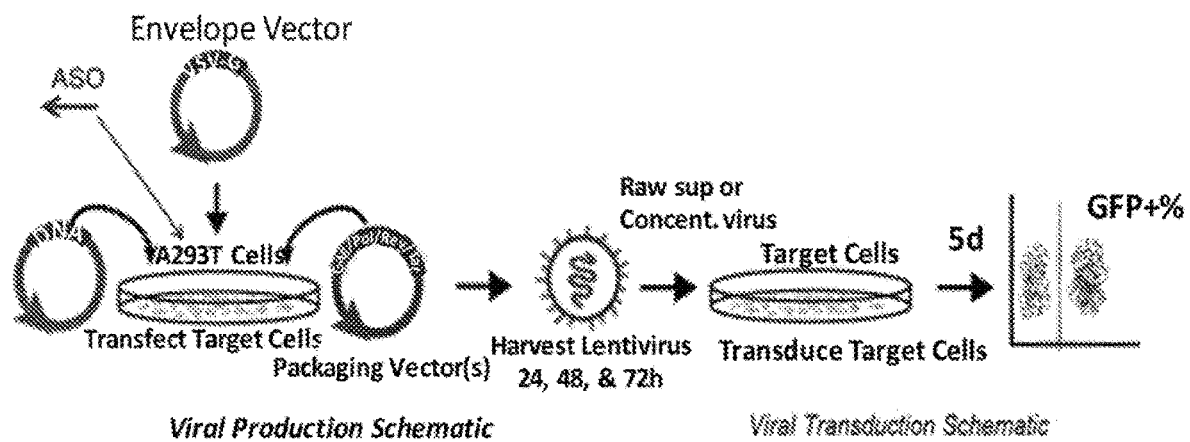 Envelope Vector
ASO
Raw sup or
Concent. virus
GFP+%
5d
Target Cells
Transfect Target Cells
Packaging Vector(s)
Harvest Lentivirus
24, 48, & 72h
Transduce Target Cells
Viral Production Schematic
Viral Transduction Schematic